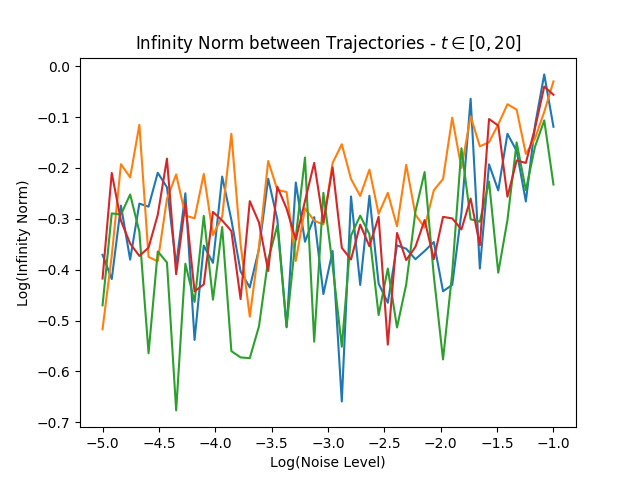 Infinity Norm between Trajectories - t ∈ [0, 20]
0.0
−0.1
−0.2
−0.3
−0.4
−0.5
−0.6
−0.7
Log(Infinity Norm)
−5.0 −4.5 −4.0 −3.5 −3.0 −2.5 −2.0 −1.5 −1.0
Log(Noise Level)